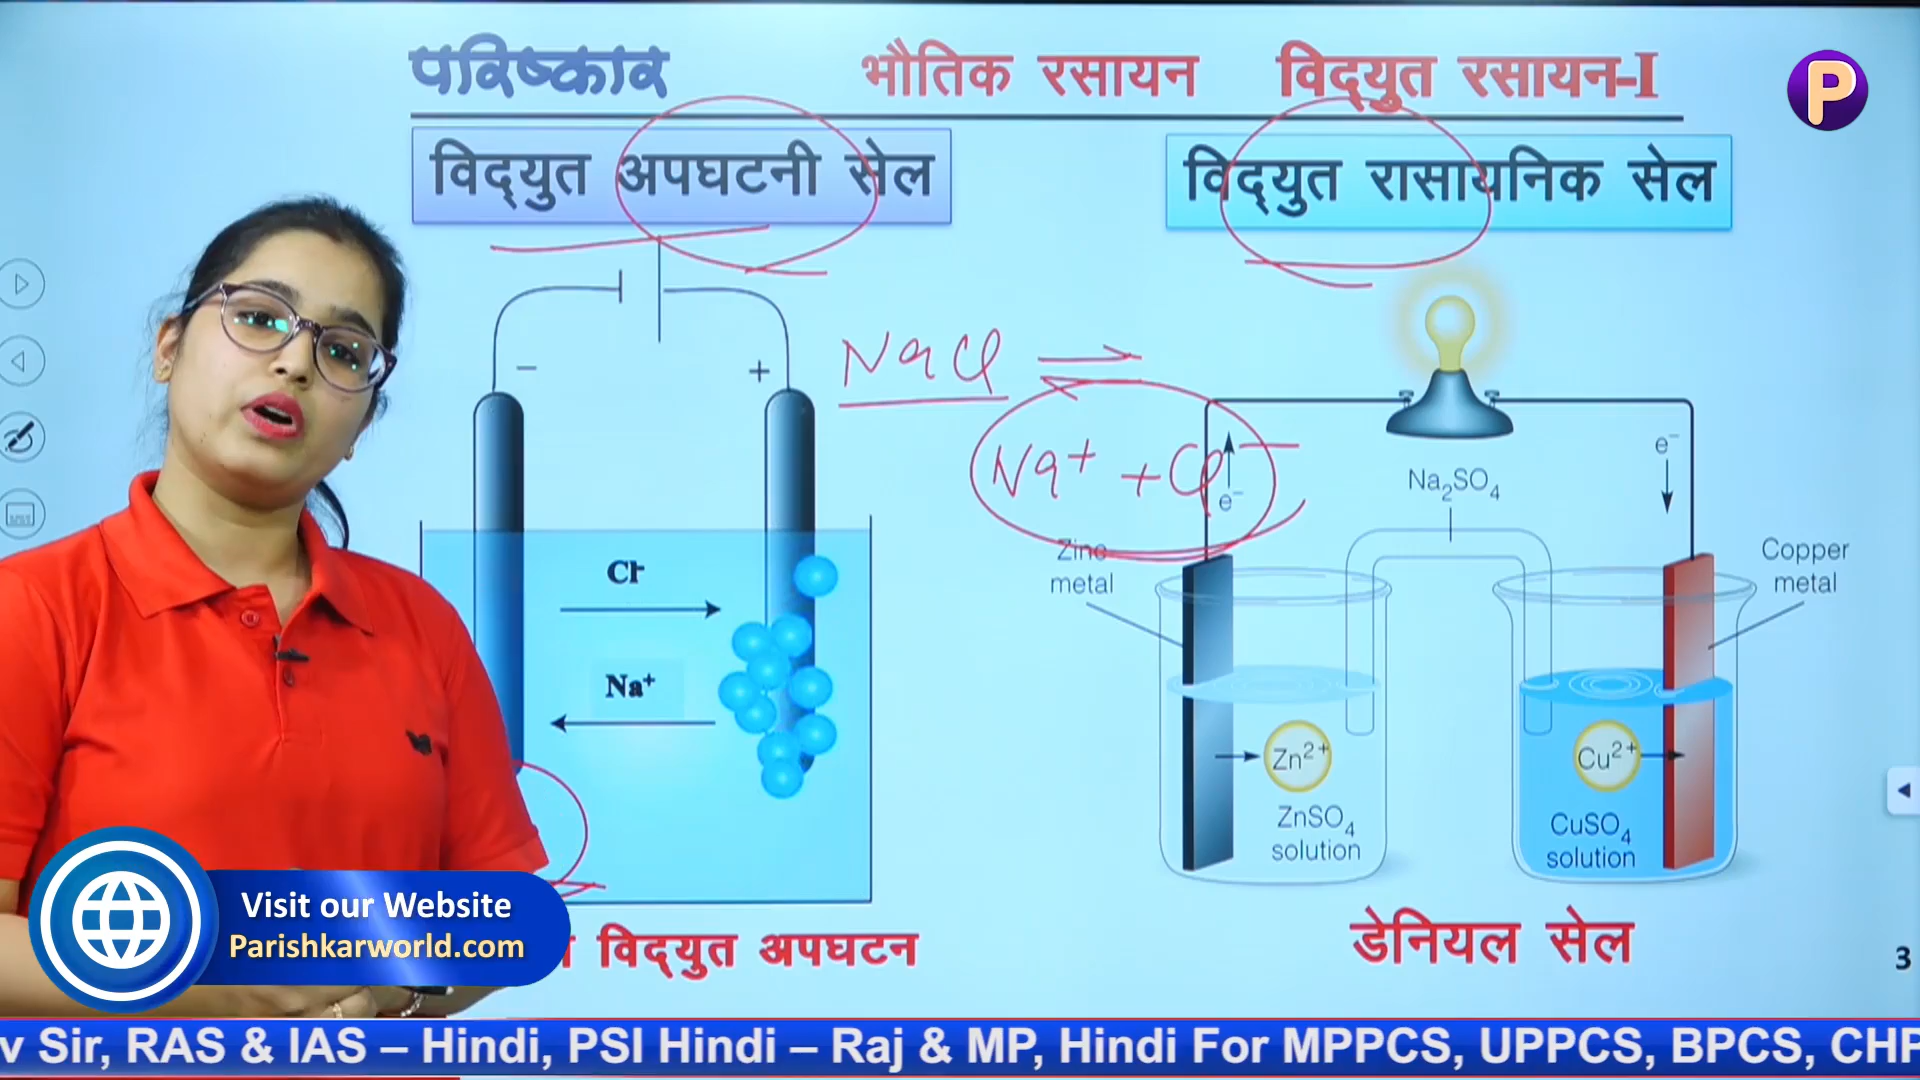 परिष्कार भौतिक रसायन विद्युत रसायन-I
P
विद्युत अपघटनी सेल
विद्युत रासायनिक सेल
−
+
NaCl ⇌
Na⁺ + Cl⁻
e⁻
e⁻
Na₂SO₄
Zinc
metal
Copper
metal
Cl⁻
Na⁺
Zn²⁺
Cu²⁺
ZnSO₄
solution
CuSO₄
solution
विद्युत अपघटन
डेनियल सेल
3
Visit our Website
Parishkarworld.com
v Sir, RAS & IAS – Hindi, PSI Hindi – Raj & MP, Hindi For MPPCS, UPPCS, BPCS, CHP